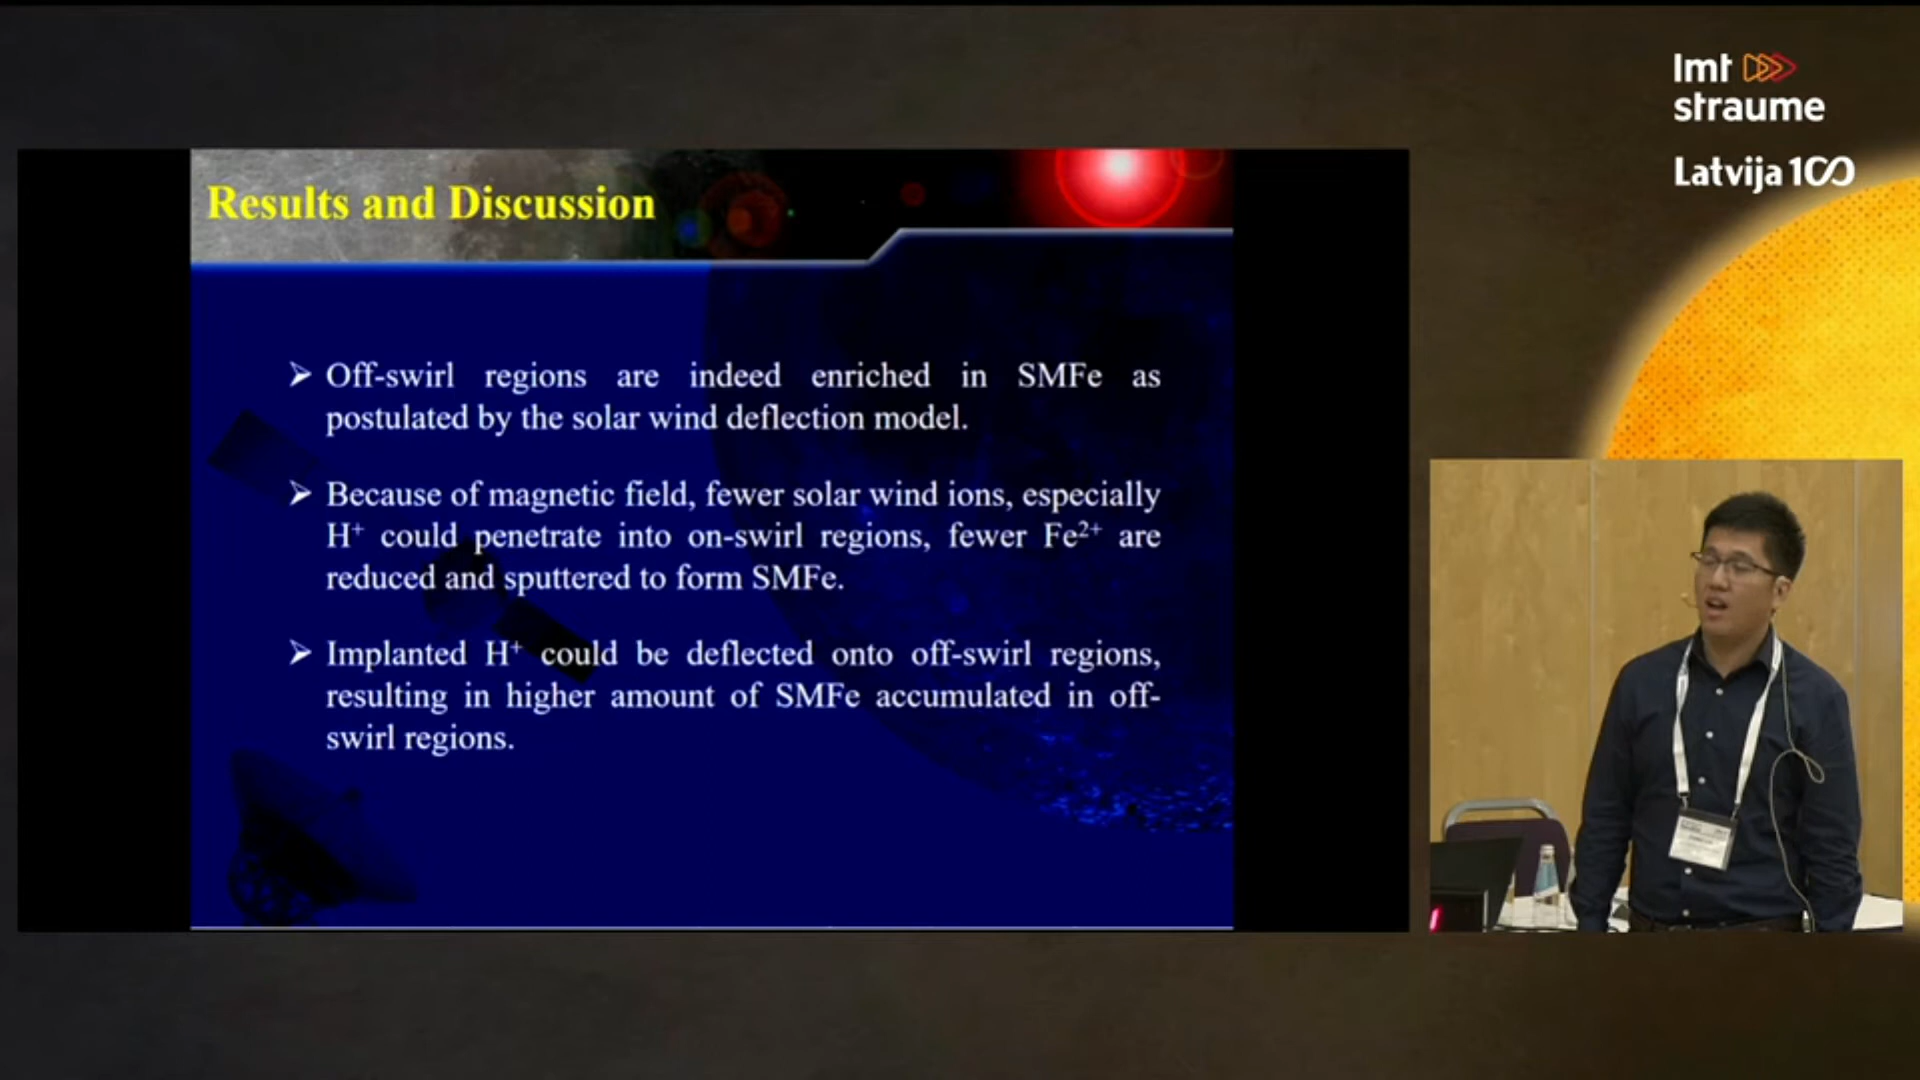 lmt
straume
Latvija 100
Results and Discussion
➢ Off-swirl regions are indeed enriched in SMFe as
postulated by the solar wind deflection model.
➢ Because of magnetic field, fewer solar wind ions, especially
H⁺ could penetrate into on-swirl regions, fewer Fe²⁺ are
reduced and sputtered to form SMFe.
➢ Implanted H⁺ could be deflected onto off-swirl regions,
resulting in higher amount of SMFe accumulated in off-
swirl regions.